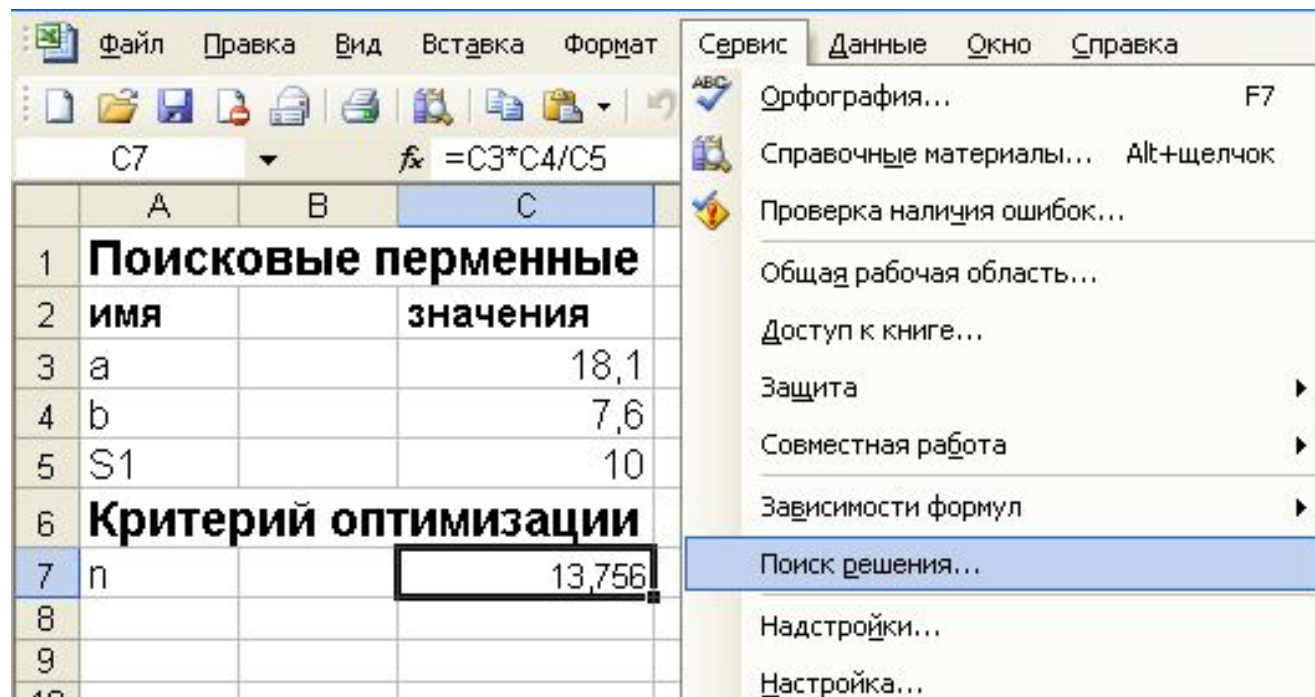 Файл Правка Вид Вставка Формат Сервис Данные Окно Справка
C7 fx =C3*C4/C5
A B C
1 Поисковые перменные
2 имя значения
3 a 18,1
4 b 7,6
5 S1 10
6 Критерий оптимизации
7 n 13,756
8
9
10
ABC Орфография... F7
Справочные материалы... Alt+щелчок
Проверка наличия ошибок...
Общая рабочая область...
Доступ к книге...
Защита
Совместная работа
Зависимости формул
Поиск решения...
Надстройки...
Настройка...